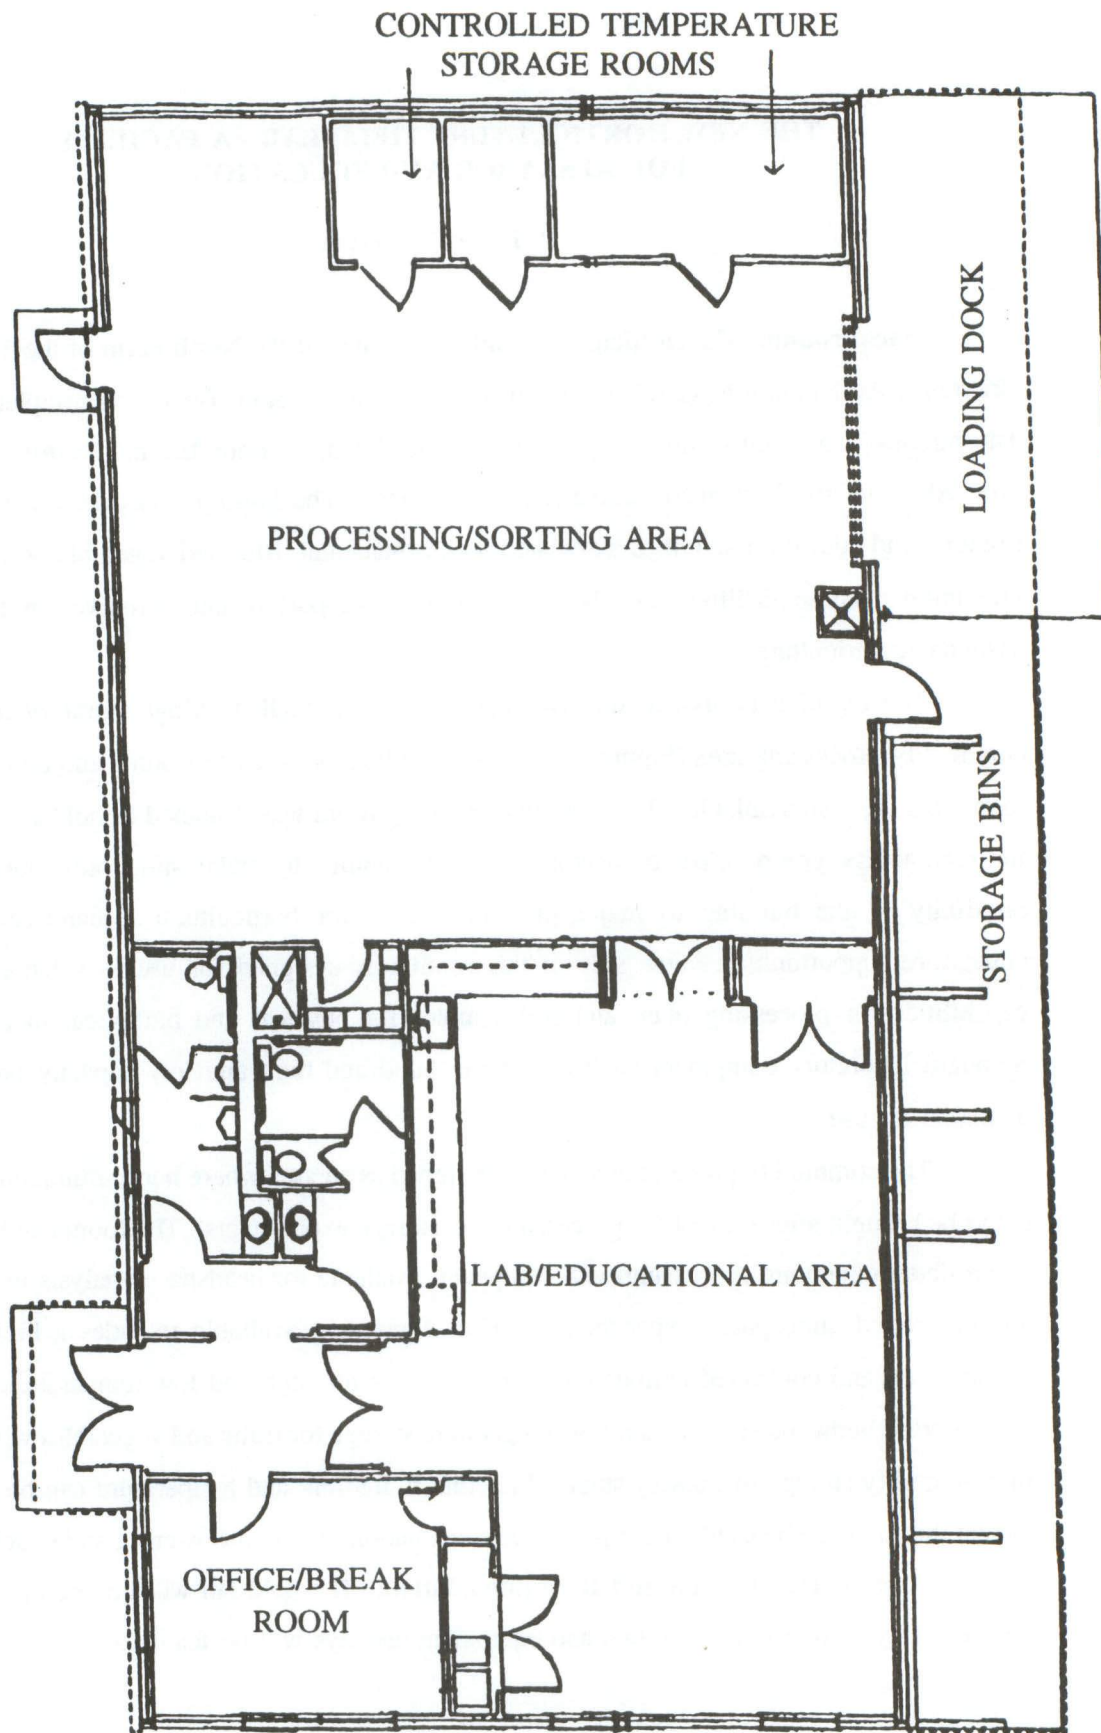 CONTROLLED TEMPERATURE
STORAGE ROOMS
LOADING DOCK
PROCESSING/SORTING AREA
STORAGE BINS
LAB/EDUCATIONAL AREA
OFFICE/BREAK
ROOM